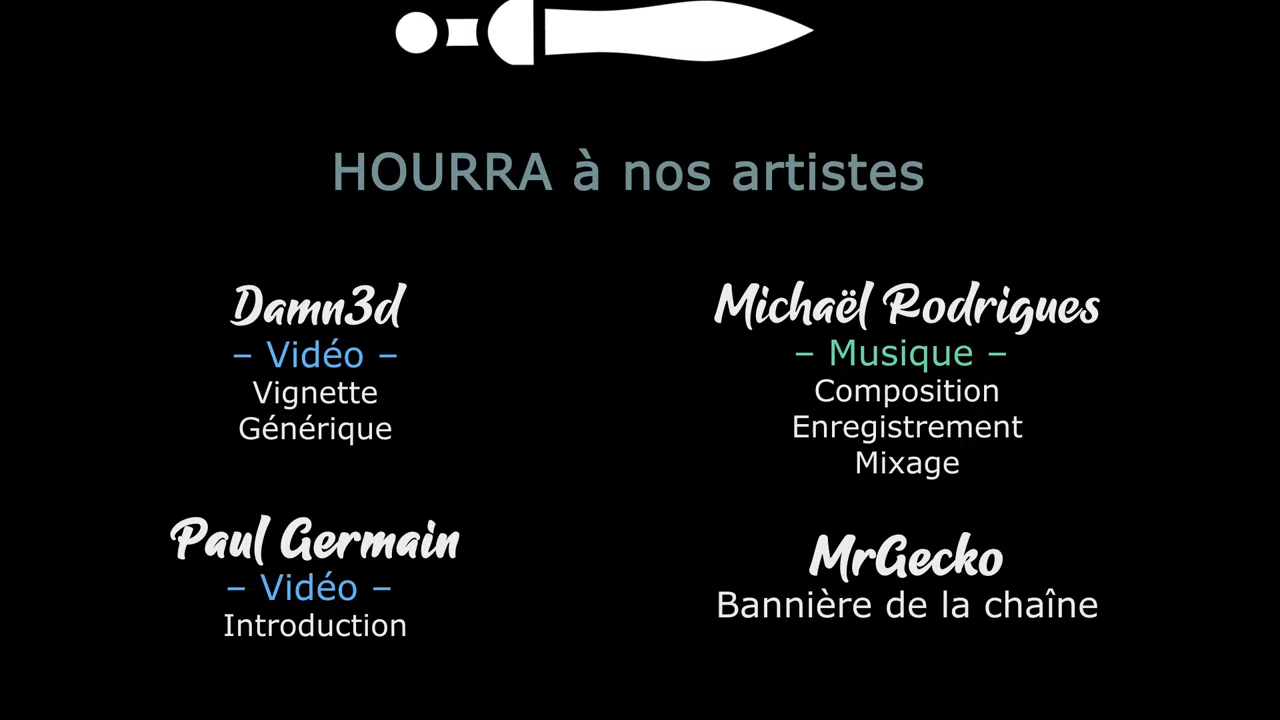 HOURRA à nos artistes
Damn3d
– Vidéo –
Vignette
Générique
Michaël Rodrigues
– Musique –
Composition
Enregistrement
Mixage
Paul Germain
– Vidéo –
Introduction
MrGecko
Bannière de la chaîne